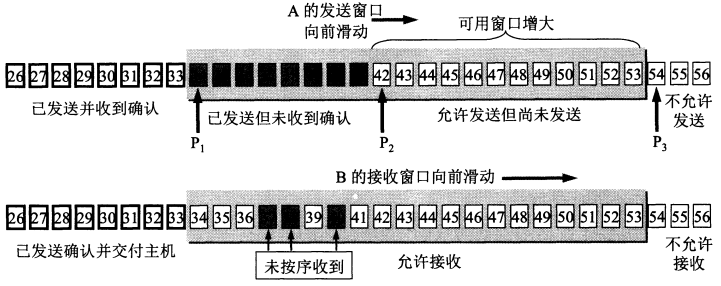 A 的发送窗口
向前滑动
可用窗口增大
26 27 28 29 30 31 32 33 42 43 44 45 46 47 48 49 50 51 52 53 54 55 56
已发送并收到确认
已发送但未收到确认
允许发送但尚未发送
不允许
发送
P1
P2
P3
B 的接收窗口向前滑动
26 27 28 29 30 31 32 33 34 35 36 39 41 42 43 44 45 46 47 48 49 50 51 52 53 54 55 56
已发送确认并交付主机
未按序收到
允许接收
不允许
接收